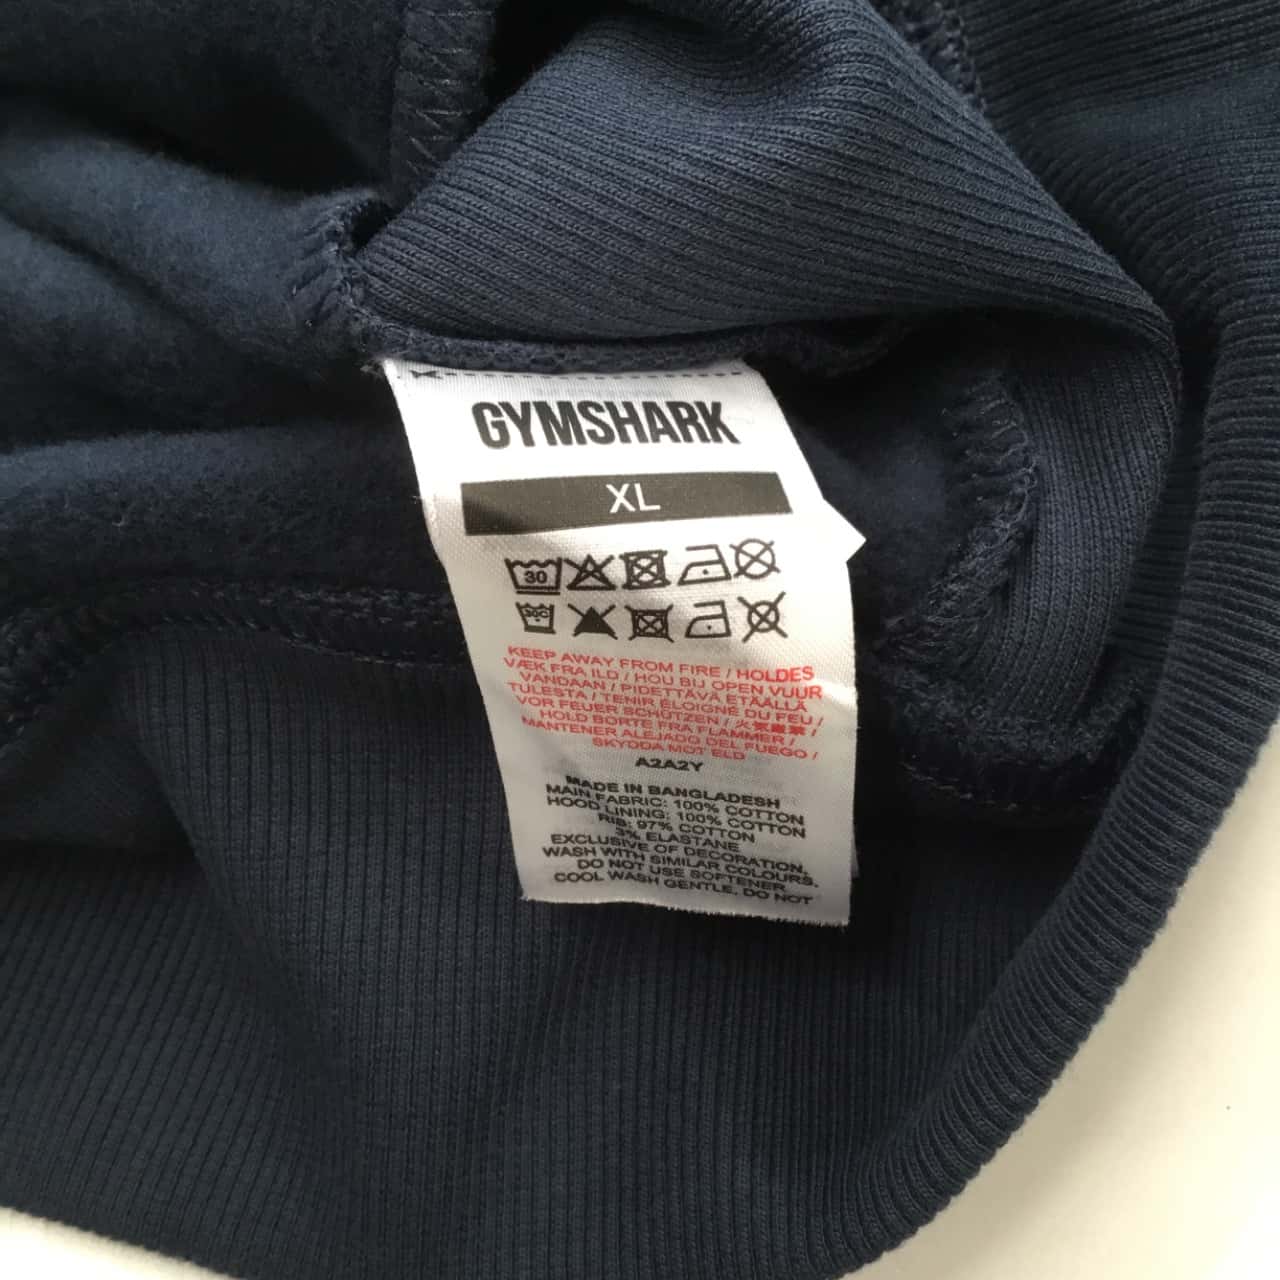 GYMSHARK
XL
30
30C
KEEP AWAY FROM FIRE / HOLDES
VÆK FRA ILD / HOU BIJ OPEN VUUR
VANDAAN / PIDETTÄVÄ ETÄÄLLÄ
TULESTA / TENIR ÉLOIGNÉ DU FEU /
VOR FEUER SCHÜTZEN /
HOLD BORTE FRA FLAMMER /
MANTENER ALEJADO DEL FUEGO /
SKYDDA MOT ELD
A2A2Y
MADE IN BANGLADESH
MAIN FABRIC: 100% COTTON
HOOD LINING: 100% COTTON
RIB: 97% COTTON
3% ELASTANE
EXCLUSIVE OF DECORATION,
WASH WITH SIMILAR COLOURS,
DO NOT USE SOFTENER,
COOL WASH GENTLE, DO NOT